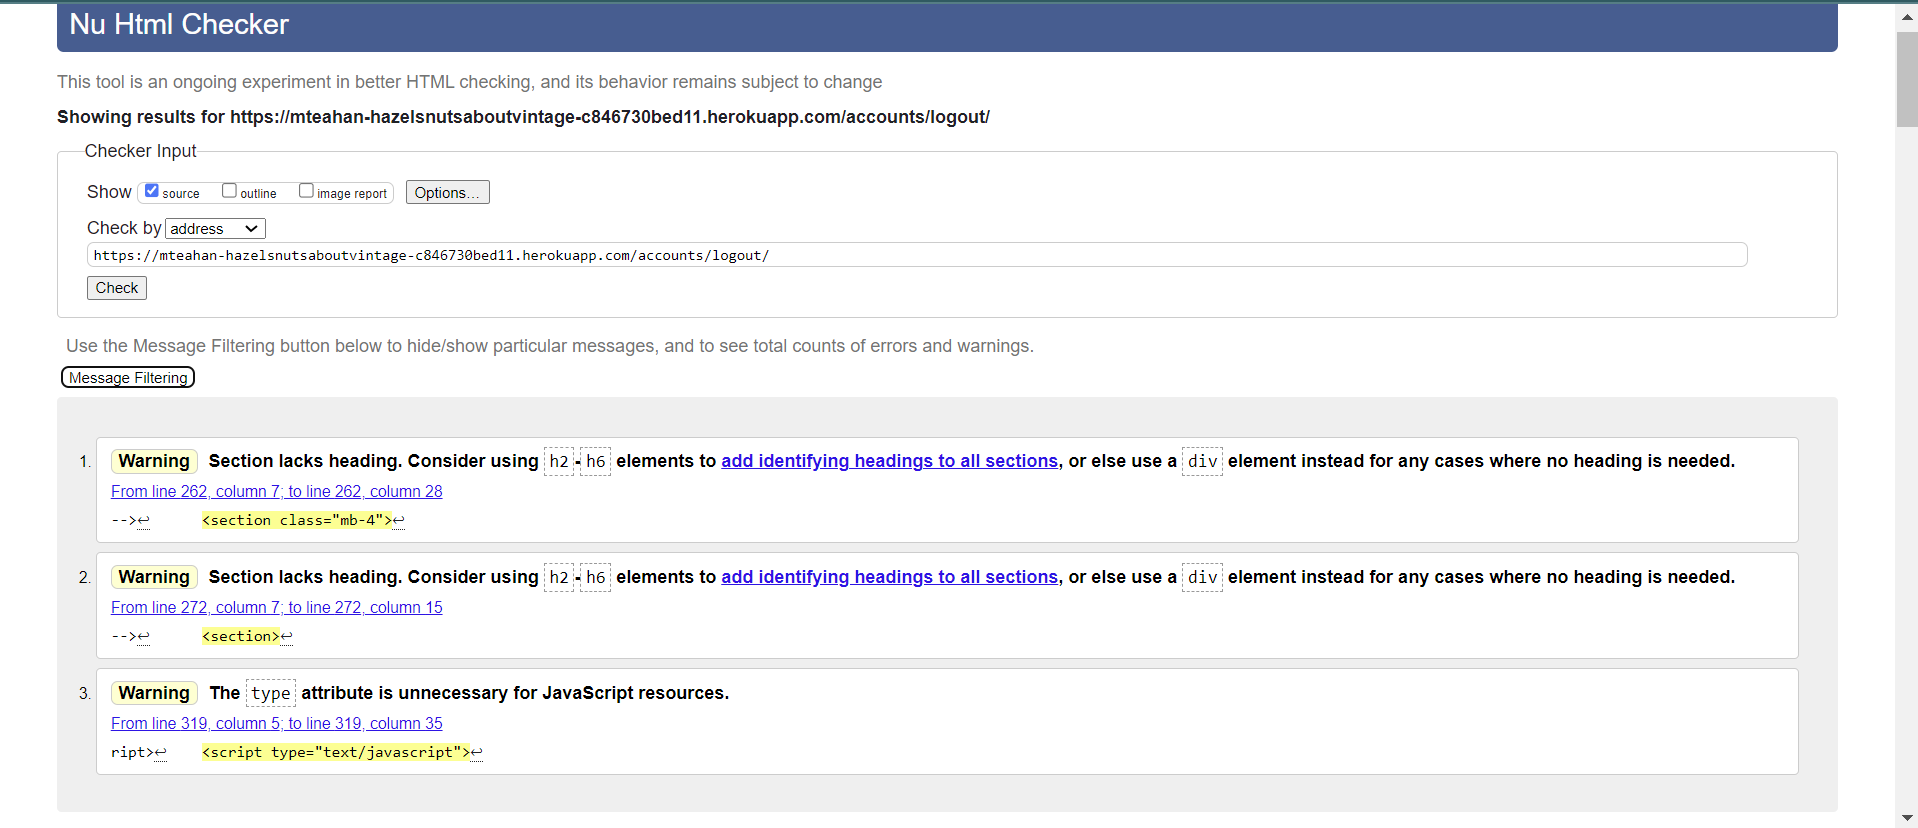 Nu Html Checker
This tool is an ongoing experiment in better HTML checking, and its behavior remains subject to change
Showing results for https://mteahan-hazelsnutsaboutvintage-c846730bed11.herokuapp.com/accounts/logout/
Checker Input
Show source outline image report Options...
Check by address
https://mteahan-hazelsnutsaboutvintage-c846730bed11.herokuapp.com/accounts/logout/
Check
Use the Message Filtering button below to hide/show particular messages, and to see total counts of errors and warnings.
Message Filtering
1. Warning Section lacks heading. Consider using h2-h6 elements to add identifying headings to all sections, or else use a div element instead for any cases where no heading is needed.
From line 262, column 7; to line 262, column 28
-->↩ <section class="mb-4">↩
2. Warning Section lacks heading. Consider using h2-h6 elements to add identifying headings to all sections, or else use a div element instead for any cases where no heading is needed.
From line 272, column 7; to line 272, column 15
-->↩ <section>↩
3. Warning The type attribute is unnecessary for JavaScript resources.
From line 319, column 5; to line 319, column 35
ript>↩ <script type="text/javascript">↩